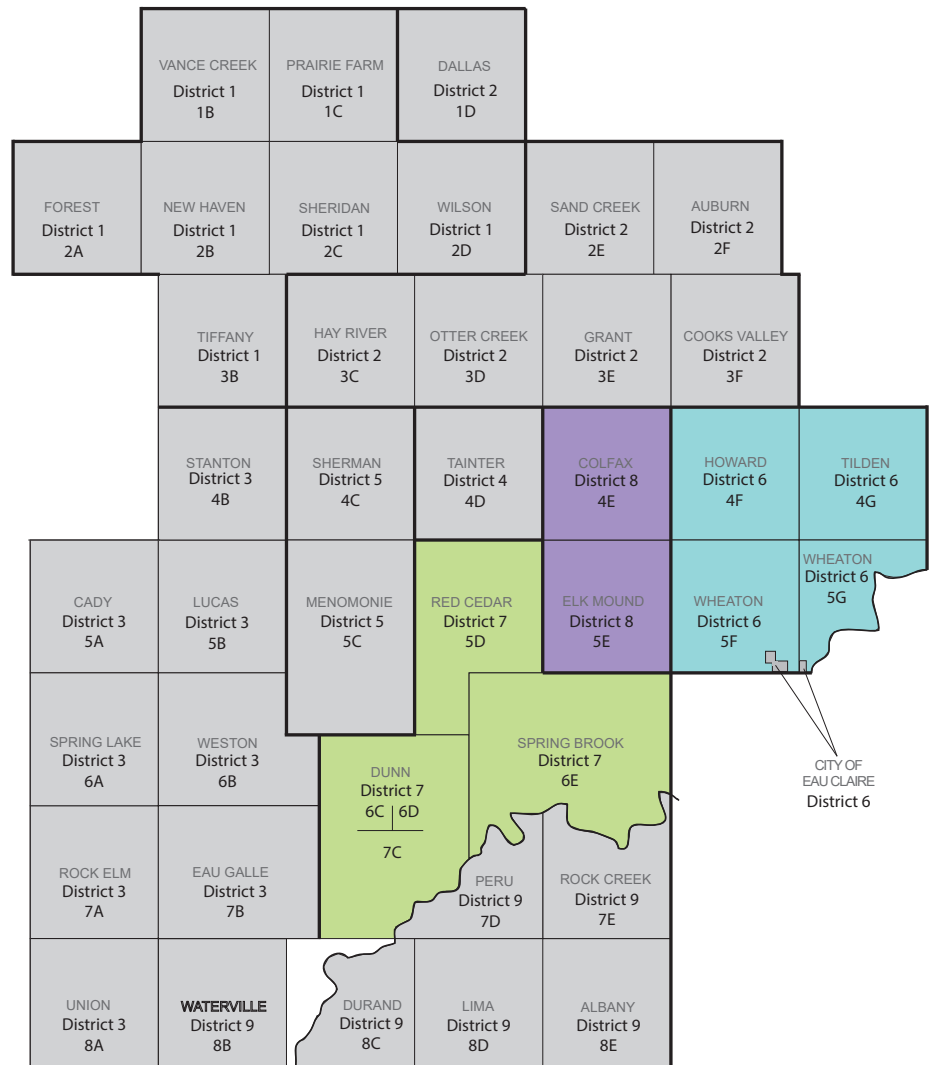 VANCE CREEK
District 1
1B
PRAIRIE FARM
District 1
1C
DALLAS
District 2
1D
FOREST
District 1
2A
NEW HAVEN
District 1
2B
SHERIDAN
District 1
2C
WILSON
District 1
2D
SAND CREEK
District 2
2E
AUBURN
District 2
2F
TIFFANY
District 1
3B
HAY RIVER
District 2
3C
OTTER CREEK
District 2
3D
GRANT
District 2
3E
COOKS VALLEY
District 2
3F
STANTON
District 3
4B
SHERMAN
District 5
4C
TAINTER
District 4
4D
COLFAX
District 8
4E
HOWARD
District 6
4F
TILDEN
District 6
4G
CADY
District 3
5A
LUCAS
District 3
5B
MENOMONIE
District 5
5C
RED CEDAR
District 7
5D
ELK MOUND
District 8
5E
WHEATON
District 6
5F
WHEATON
District 6
5G
SPRING LAKE
District 3
6A
WESTON
District 3
6B
DUNN
District 7
6C 6D
7C
SPRING BROOK
District 7
6E
CITY OF
EAU CLAIRE
District 6
ROCK ELM
District 3
7A
EAU GALLE
District 3
7B
PERU
District 9
7D
ROCK CREEK
District 9
7E
UNION
District 3
8A
WATERVILLE
District 9
8B
DURAND
District 9
8C
LIMA
District 9
8D
ALBANY
District 9
8E